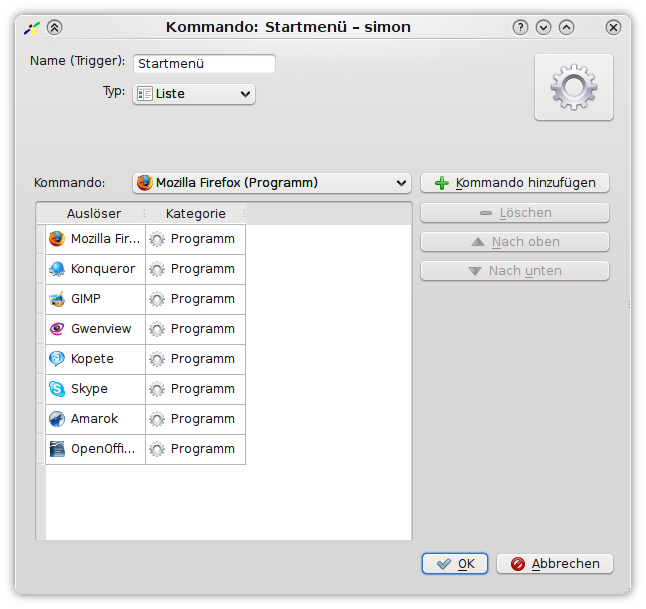 Kommando: Startmenü – simon
Name (Trigger): Startmenü
Typ: Liste
Kommando: Mozilla Firefox (Programm) Kommando hinzufügen
Auslöser Kategorie
Löschen
Nach oben
Nach unten
Mozilla Fir... Programm
Konqueror Programm
GIMP Programm
Gwenview Programm
Kopete Programm
Skype Programm
Amarok Programm
OpenOffi... Programm
OK Abbrechen